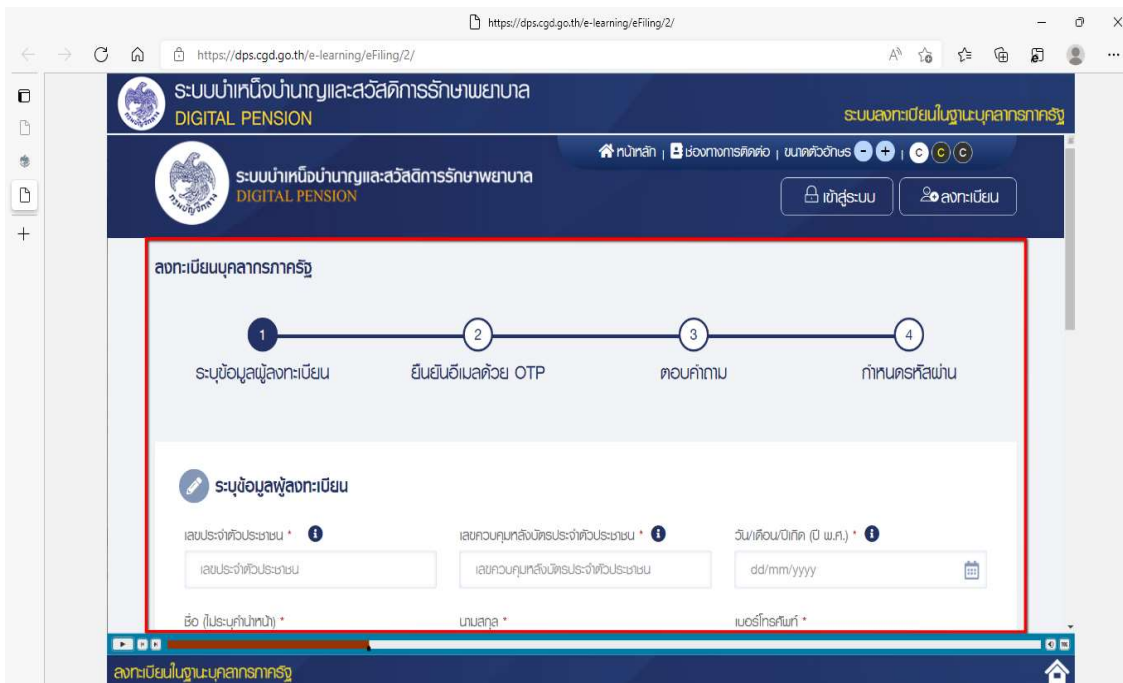 https://dps.cgd.go.th/e-learning/eFiling/2/
https://dps.cgd.go.th/e-learning/eFiling/2/
ระบบบำเหน็จบำนาญและสวัสดิการรักษาพยาบาล
DIGITAL PENSION
ระบบลงทะเบียนในฐานะบุคลากรภาครัฐ
หน้าหลัก | ช่องทางการติดต่อ | ขนาดตัวอักษร - + | C C C
ระบบบำเหน็จบำนาญและสวัสดิการรักษาพยาบาล
DIGITAL PENSION
เข้าสู่ระบบ ลงทะเบียน
ลงทะเบียนบุคลากรภาครัฐ
1 2 3 4
ระบุข้อมูลผู้ลงทะเบียน ยืนยันอีเมลด้วย OTP ตอบคำถาม กำหนดรหัสผ่าน
ระบุข้อมูลผู้ลงทะเบียน
เลขประจำตัวประชาชน * เลขควบคุมหลังบัตรประจำตัวประชาชน * วัน/เดือน/ปีเกิด (ปี พ.ศ.) *
เลขประจำตัวประชาชน เลขควบคุมหลังบัตรประจำตัวประชาชน dd/mm/yyyy
ชื่อ (ไม่ระบุคำนำหน้า) * นามสกุล * เบอร์โทรศัพท์ *
ลงทะเบียนในฐานะบุคลากรภาครัฐ